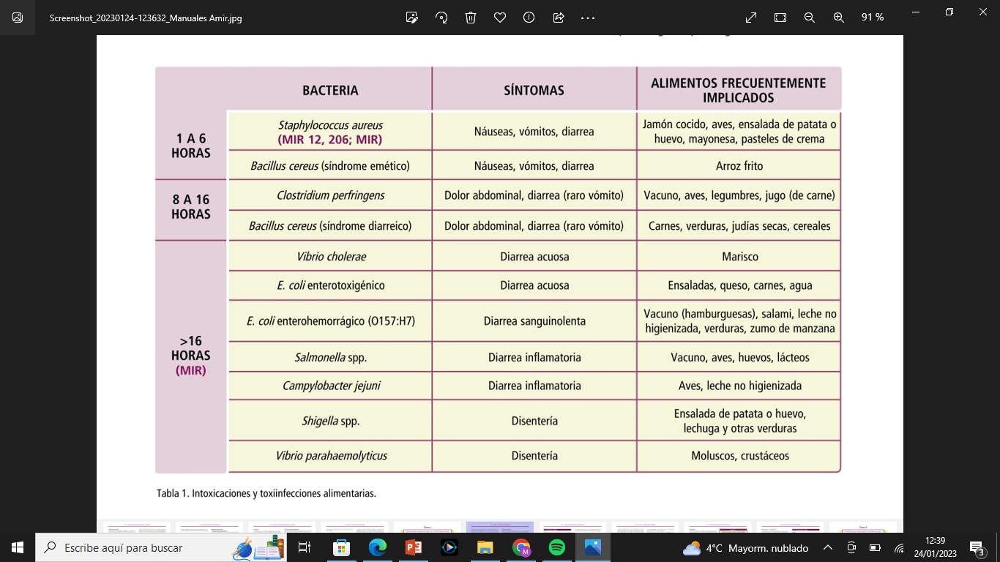 Screenshot_20230124-123632_Manuales Amir.jpg
91 %
BACTERIA
SÍNTOMAS
ALIMENTOS FRECUENTEMENTE
IMPLICADOS
1 A 6
HORAS
Staphylococcus aureus
(MIR 12, 206; MIR)
Náuseas, vómitos, diarrea
Jamón cocido, aves, ensalada de patata o
huevo, mayonesa, pasteles de crema
Bacillus cereus (síndrome emético)
Náuseas, vómitos, diarrea
Arroz frito
8 A 16
HORAS
Clostridium perfringens
Dolor abdominal, diarrea (raro vómito)
Vacuno, aves, legumbres, jugo (de carne)
Bacillus cereus (síndrome diarreico)
Dolor abdominal, diarrea (raro vómito)
Carnes, verduras, judías secas, cereales
>16
HORAS
(MIR)
Vibrio cholerae
Diarrea acuosa
Marisco
E. coli enterotoxigénico
Diarrea acuosa
Ensaladas, queso, carnes, agua
E. coli enterohemorrágico (O157:H7)
Diarrea sanguinolenta
Vacuno (hamburguesas), salami, leche no
higienizada, verduras, zumo de manzana
Salmonella spp.
Diarrea inflamatoria
Vacuno, aves, huevos, lácteos
Campylobacter jejuni
Diarrea inflamatoria
Aves, leche no higienizada
Shigella spp.
Disentería
Ensalada de patata o huevo,
lechuga y otras verduras
Vibrio parahaemolyticus
Disentería
Moluscos, crustáceos
Tabla 1. Intoxicaciones y toxiinfecciones alimentarias.
Escribe aquí para buscar
4°C Mayorm. nublado
12:39
24/01/2023
3